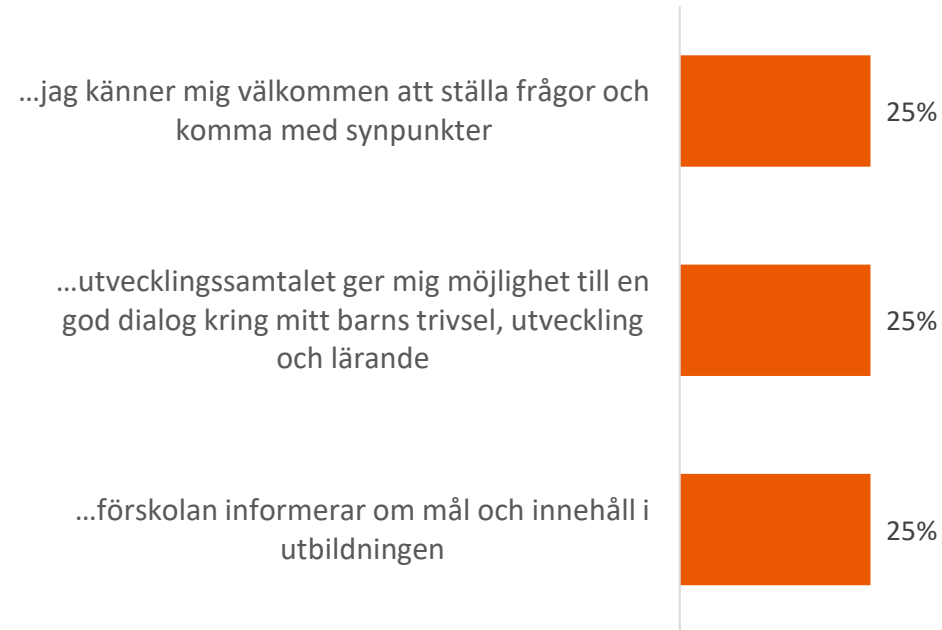 ...jag känner mig välkommen att ställa frågor och
komma med synpunkter
25%
...utvecklingssamtalet ger mig möjlighet till en
god dialog kring mitt barns trivsel, utveckling
och lärande
25%
...förskolan informerar om mål och innehåll i
utbildningen
25%